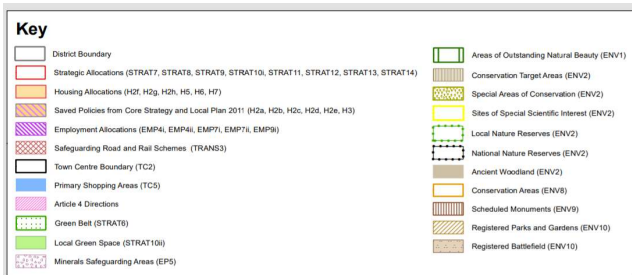 Key
District Boundary
Strategic Allocations (STRAT7, STRAT8, STRAT9, STRAT10i, STRAT11, STRAT12, STRAT13, STRAT14)
Housing Allocations (H2f, H2g, H2h, H5, H6, H7)
Saved Policies from Core Strategy and Local Plan 2011 (H2a, H2b, H2c, H2d, H2e, H3)
Employment Allocations (EMP4i, EMP4ii, EMP7i, EMP7ii, EMP9i)
Safeguarding Road and Rail Schemes (TRANS3)
Town Centre Boundary (TC2)
Primary Shopping Areas (TC5)
Article 4 Directions
Green Belt (STRAT6)
Local Green Space (STRAT10ii)
Minerals Safeguarding Areas (EP5)
Areas of Outstanding Natural Beauty (ENV1)
Conservation Target Areas (ENV2)
Special Areas of Conservation (ENV2)
Sites of Special Scientific Interest (ENV2)
Local Nature Reserves (ENV2)
National Nature Reserves (ENV2)
Ancient Woodland (ENV2)
Conservation Areas (ENV8)
Scheduled Monuments (ENV9)
Registered Parks and Gardens (ENV10)
Registered Battlefield (ENV10)